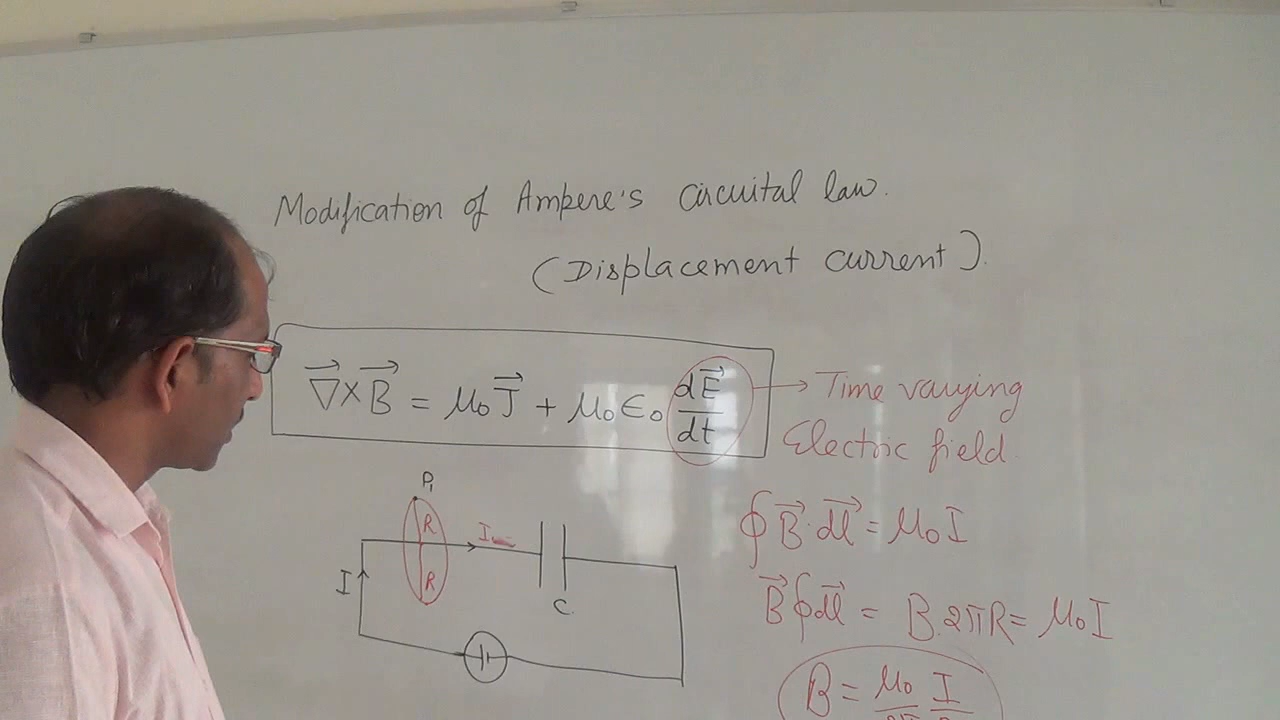 Modification of Ampere's Circuital law.
(Displacement current).
∇⃗×B⃗ = μ₀J⃗ + μ₀ϵ₀ dE⃗/dt → Time varying
Electric field
P₁
R
I
R
I
C
∮B⃗·dl⃗ = μ₀I
B⃗∮dl⃗ = B.2πR = μ₀I
B = μ₀ I